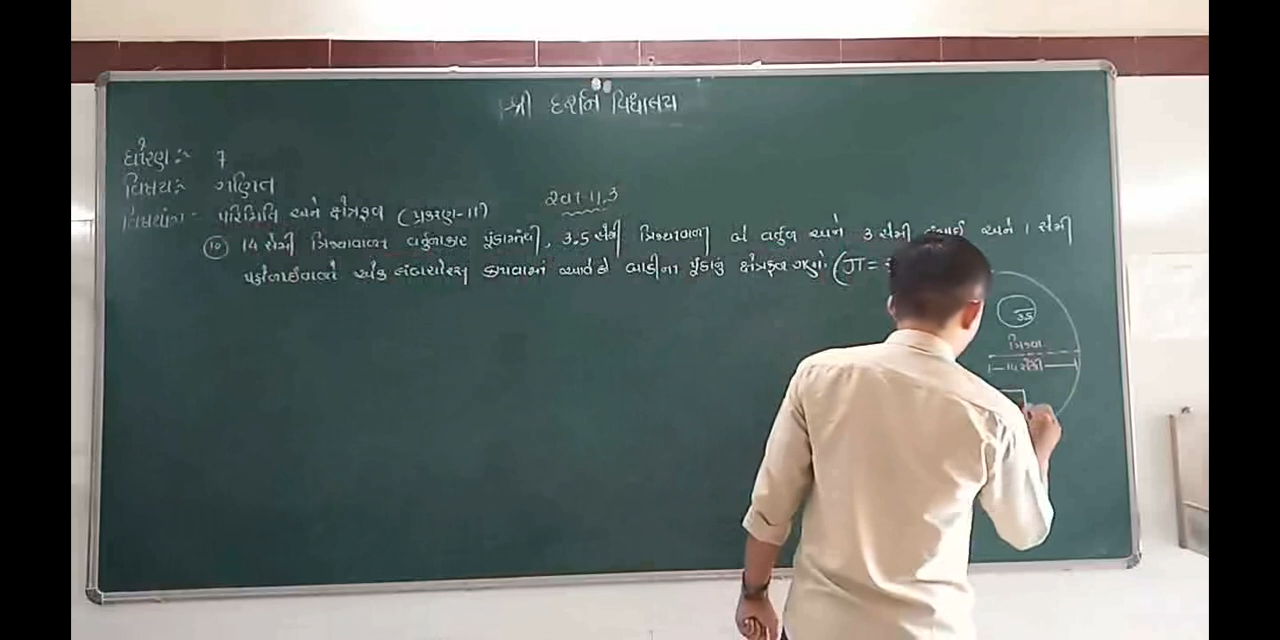 શ્રી દર્શન વિધાલય
ધોરણ:- 7
વિષય:- ગણિત
વિષયાંગ:- પરિમિતિ અને ક્ષેત્રફળ (પ્રકરણ-11)
સ્વા-11.3
(10) 14 સેમી ત્રિજ્યાવાળા વર્તુળાકાર પૂંઠામાંથી, 3.5 સેમી ત્રિજ્યાવાળા બે વર્તુળ અને 3 સેમી અને 1 સેમી
પહોળાઈવાળો એક લંબચોરસ કાપવામાં આવે તો બાકીના પૂંઠાનું ક્ષેત્રફળ ગણો. (π =
3.5
ત્રિજ્યા
14 સેમી